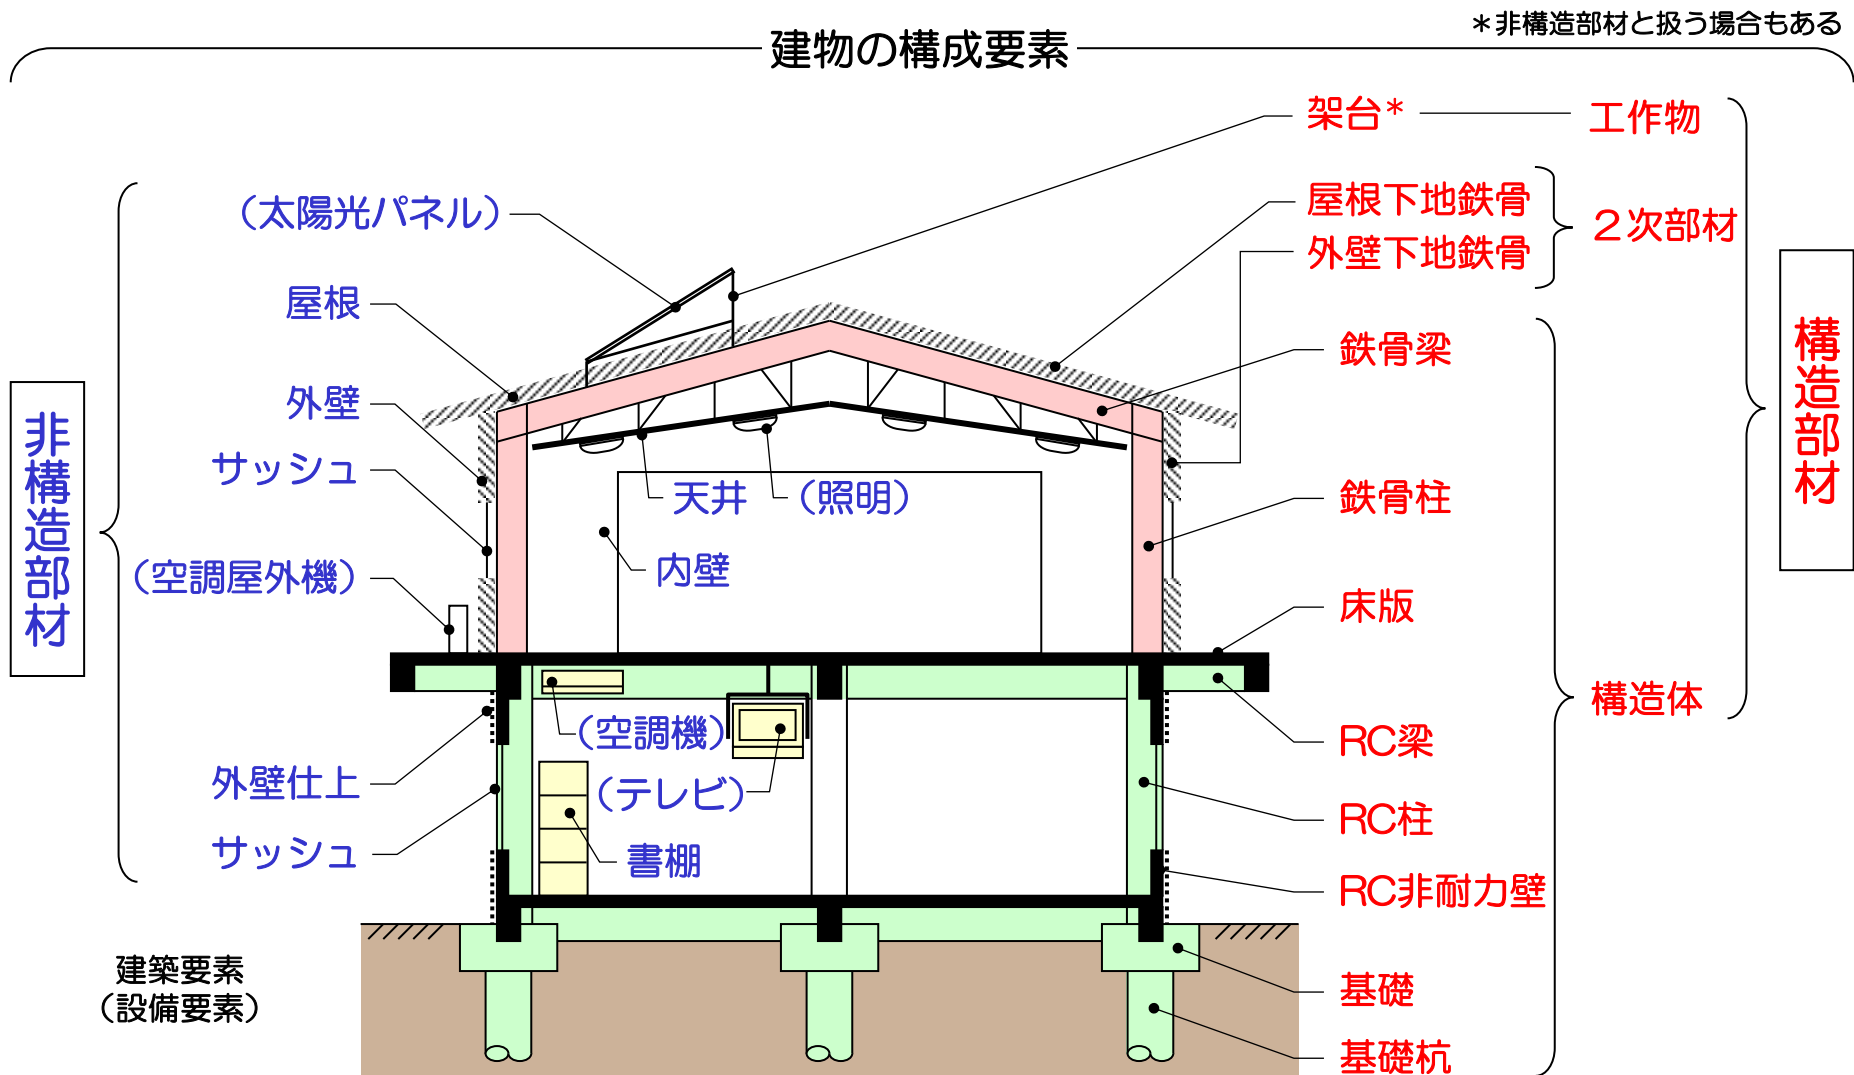 建物の構成要素
＊非構造部材と扱う場合もある
非構造部材
（太陽光パネル）
屋根
外壁
サッシュ
（空調屋外機）
外壁仕上
サッシュ
建築要素
（設備要素）
天井
（照明）
内壁
（空調機）
（テレビ）
書棚
架台＊
工作物
屋根下地鉄骨
外壁下地鉄骨
２次部材
鉄骨梁
鉄骨柱
床版
RC梁
RC柱
RC非耐力壁
基礎
基礎杭
構造体
構造部材